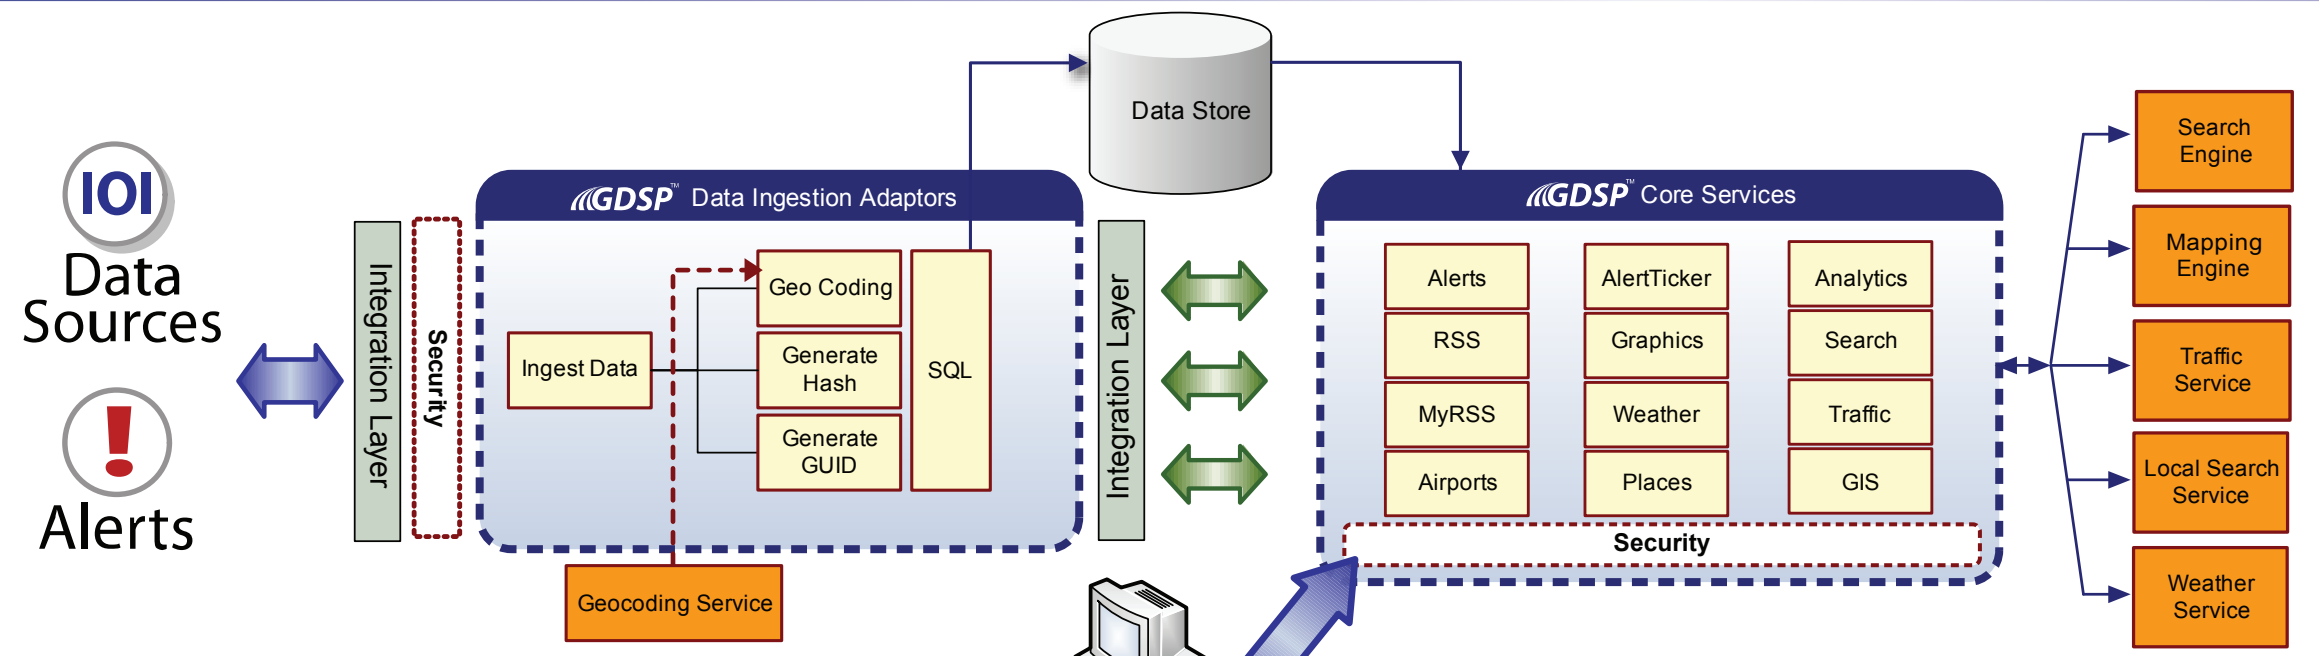 IOI
Data
Sources
!
Alerts
Integration Layer
Security
GDSP™ Data Ingestion Adaptors
Ingest Data
Geo Coding
Generate
Hash
Generate
GUID
SQL
Geocoding Service
Data Store
Integration Layer
GDSP™ Core Services
Alerts
AlertTicker
Analytics
RSS
Graphics
Search
MyRSS
Weather
Traffic
Airports
Places
GIS
Security
Search
Engine
Mapping
Engine
Traffic
Service
Local Search
Service
Weather
Service